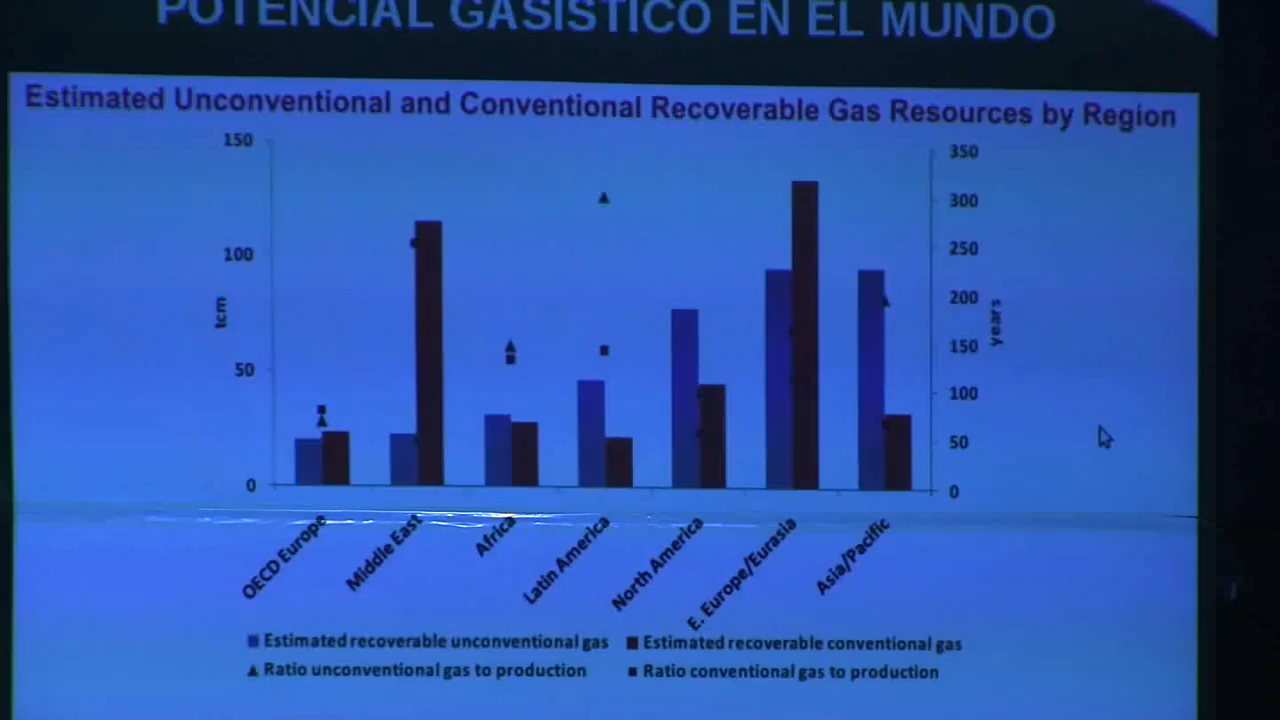 POTENCIAL GASÍSTICO EN EL MUNDO
Estimated Unconventional and Conventional Recoverable Gas Resources by Region
150
100
50
0
tcm
350
300
250
200
150
100
50
0
years
OECD Europe
Middle East
Africa
Latin America
North America
E. Europe/Eurasia
Asia/Pacific
Estimated recoverable unconventional gas
Estimated recoverable conventional gas
Ratio unconventional gas to production
Ratio conventional gas to production